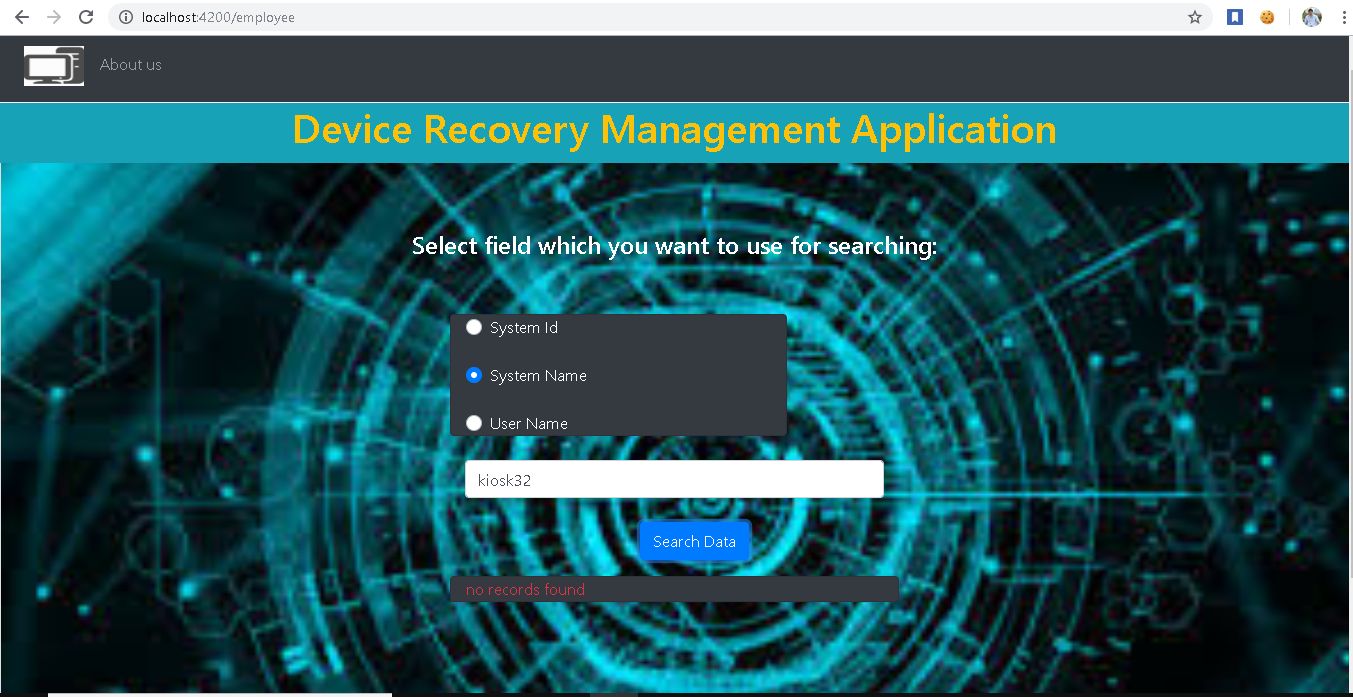 localhost:4200/employee
About us
Device Recovery Management Application
Select field which you want to use for searching:
System Id
System Name
User Name
kiosk32
Search Data
no records found